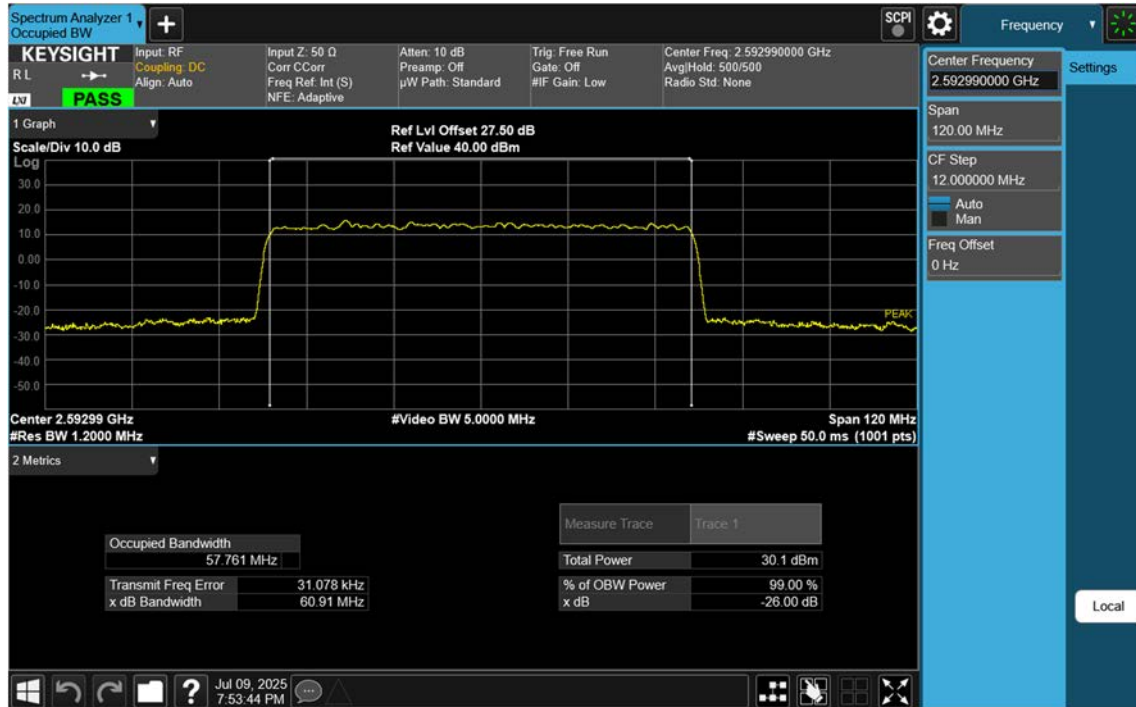 Spectrum Analyzer 1
Occupied BW
SCPI
Frequency
KEYSIGHT
R L
LXI
PASS
Input: RF
Coupling: DC
Align: Auto
Input Z: 50 Ω
Corr CCorr
Freq Ref: Int (S)
NFE: Adaptive
Atten: 10 dB
Preamp: Off
µW Path: Standard
Trig: Free Run
Gate: Off
#IF Gain: Low
Center Freq: 2.592990000 GHz
Avg|Hold: 500/500
Radio Std: None
Center Frequency
2.592990000 GHz
Settings
Span
120.00 MHz
CF Step
12.000000 MHz
Auto
Man
Freq Offset
0 Hz
Local
1 Graph
Scale/Div 10.0 dB
Ref Lvl Offset 27.50 dB
Ref Value 40.00 dBm
Log
30.0
20.0
10.0
0.00
-10.0
-20.0
-30.0
-40.0
-50.0
PEAK
Center 2.59299 GHz
#Video BW 5.0000 MHz
Span 120 MHz
#Res BW 1.2000 MHz
#Sweep 50.0 ms (1001 pts)
2 Metrics
Measure Trace Trace 1
Occupied Bandwidth
57.761 MHz
Total Power 30.1 dBm
Transmit Freq Error 31.078 kHz
% of OBW Power 99.00 %
x dB Bandwidth 60.91 MHz
x dB -26.00 dB
?
Jul 09, 2025
7:53:44 PM